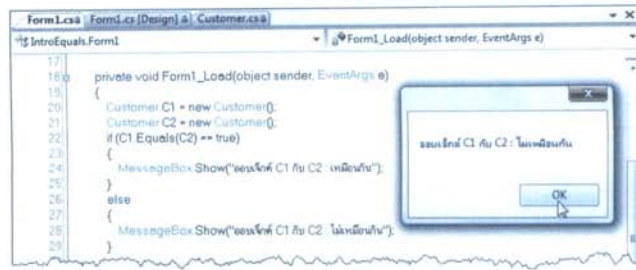 Form1.cs Form1.cs [Design] Customer.cs
IntroEquals.Form1 Form1_Load(object sender, EventArgs e)
17
18 private void Form1_Load(object sender, EventArgs e)
19 {
20 Customer C1 = new Customer();
21 Customer C2 = new Customer();
22 if (C1.Equals(C2) == true)
23 {
24 MessageBox.Show("ออบเจ็กต์ C1 กับ C2 : เหมือนกัน");
25 }
26 else
27 {
28 MessageBox.Show("ออบเจ็กต์ C1 กับ C2 : ไม่เหมือนกัน");
29 }
ออบเจ็กต์ C1 กับ C2 : ไม่เหมือนกัน
OK